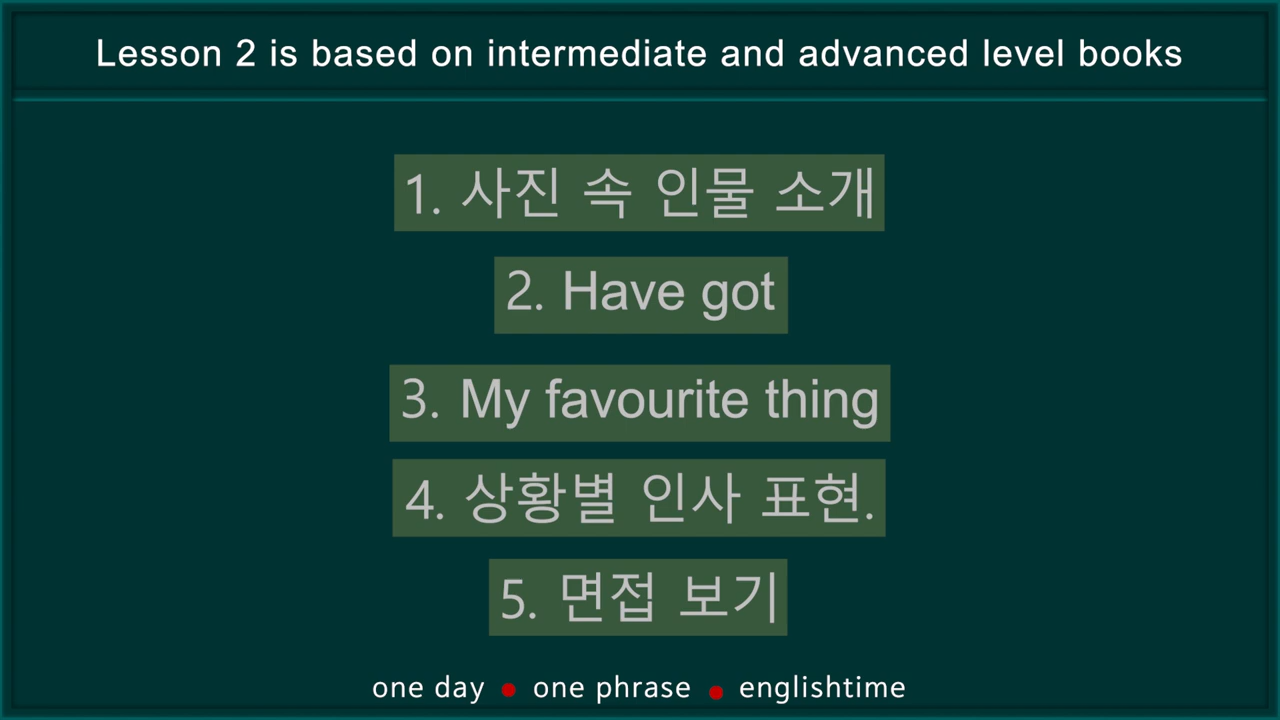 Lesson 2 is based on intermediate and advanced level books
1. 사진 속 인물 소개
2. Have got
3. My favourite thing
4. 상황별 인사 표현.
5. 면접 보기
one day • one phrase • englishtime